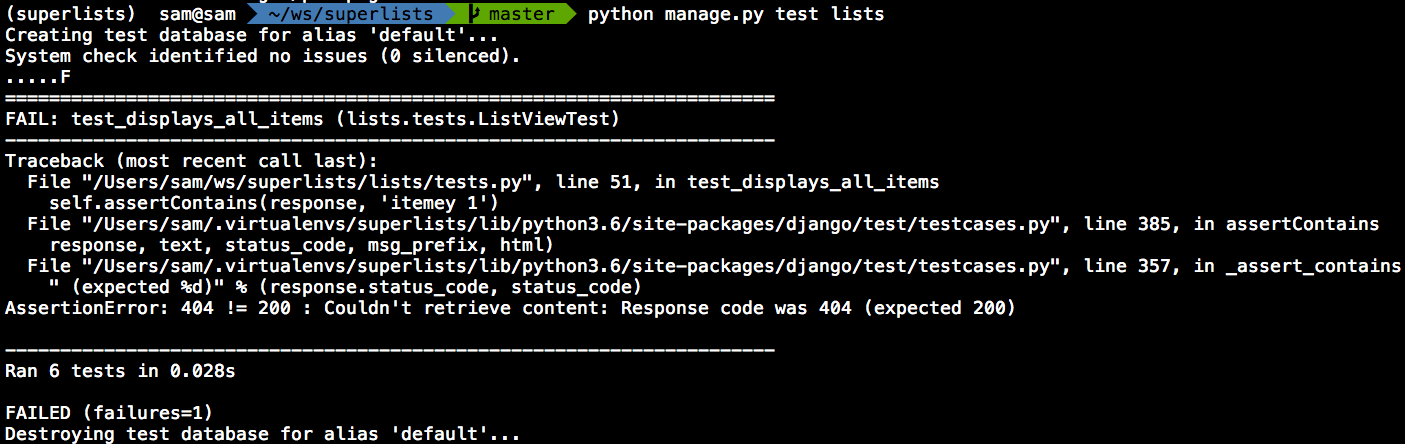 (superlists) sam@sam ~/ws/superlists master python manage.py test lists
Creating test database for alias 'default'...
System check identified no issues (0 silenced).
.....F
======================================================================
FAIL: test_displays_all_items (lists.tests.ListViewTest)
----------------------------------------------------------------------
Traceback (most recent call last):
  File "/Users/sam/ws/superlists/lists/tests.py", line 51, in test_displays_all_items
    self.assertContains(response, 'itemey 1')
  File "/Users/sam/.virtualenvs/superlists/lib/python3.6/site-packages/django/test/testcases.py", line 385, in assertContains
    response, text, status_code, msg_prefix, html)
  File "/Users/sam/.virtualenvs/superlists/lib/python3.6/site-packages/django/test/testcases.py", line 357, in _assert_contains
    " (expected %d)" % (response.status_code, status_code)
AssertionError: 404 != 200 : Couldn't retrieve content: Response code was 404 (expected 200)
----------------------------------------------------------------------
Ran 6 tests in 0.028s
FAILED (failures=1)
Destroying test database for alias 'default'...